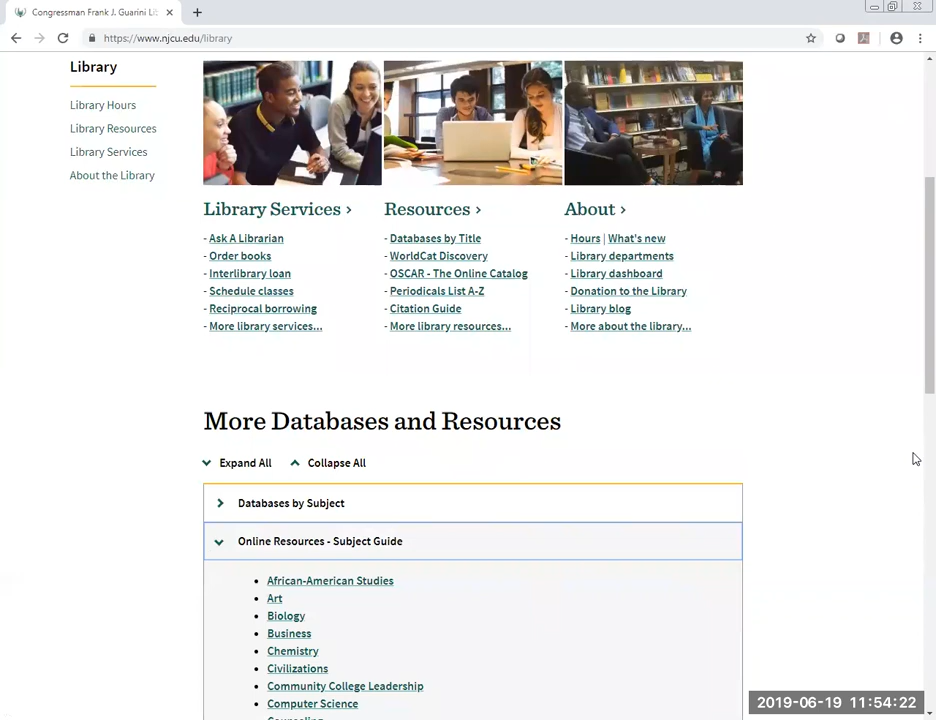 Congressman Frank J. Guarini Li
https://www.njcu.edu/library
Library
Library Hours
Library Resources
Library Services
About the Library
Library Services ›
- Ask A Librarian
- Order books
- Interlibrary loan
- Schedule classes
- Reciprocal borrowing
- More library services...
Resources ›
- Databases by Title
- WorldCat Discovery
- OSCAR - The Online Catalog
- Periodicals List A-Z
- Citation Guide
- More library resources...
About ›
- Hours | What's new
- Library departments
- Library dashboard
- Donation to the Library
- Library blog
- More about the library...
More Databases and Resources
Expand All Collapse All
Databases by Subject
Online Resources - Subject Guide
• African-American Studies
• Art
• Biology
• Business
• Chemistry
• Civilizations
• Community College Leadership
• Computer Science
Counseling
2019-06-19 11:54:22